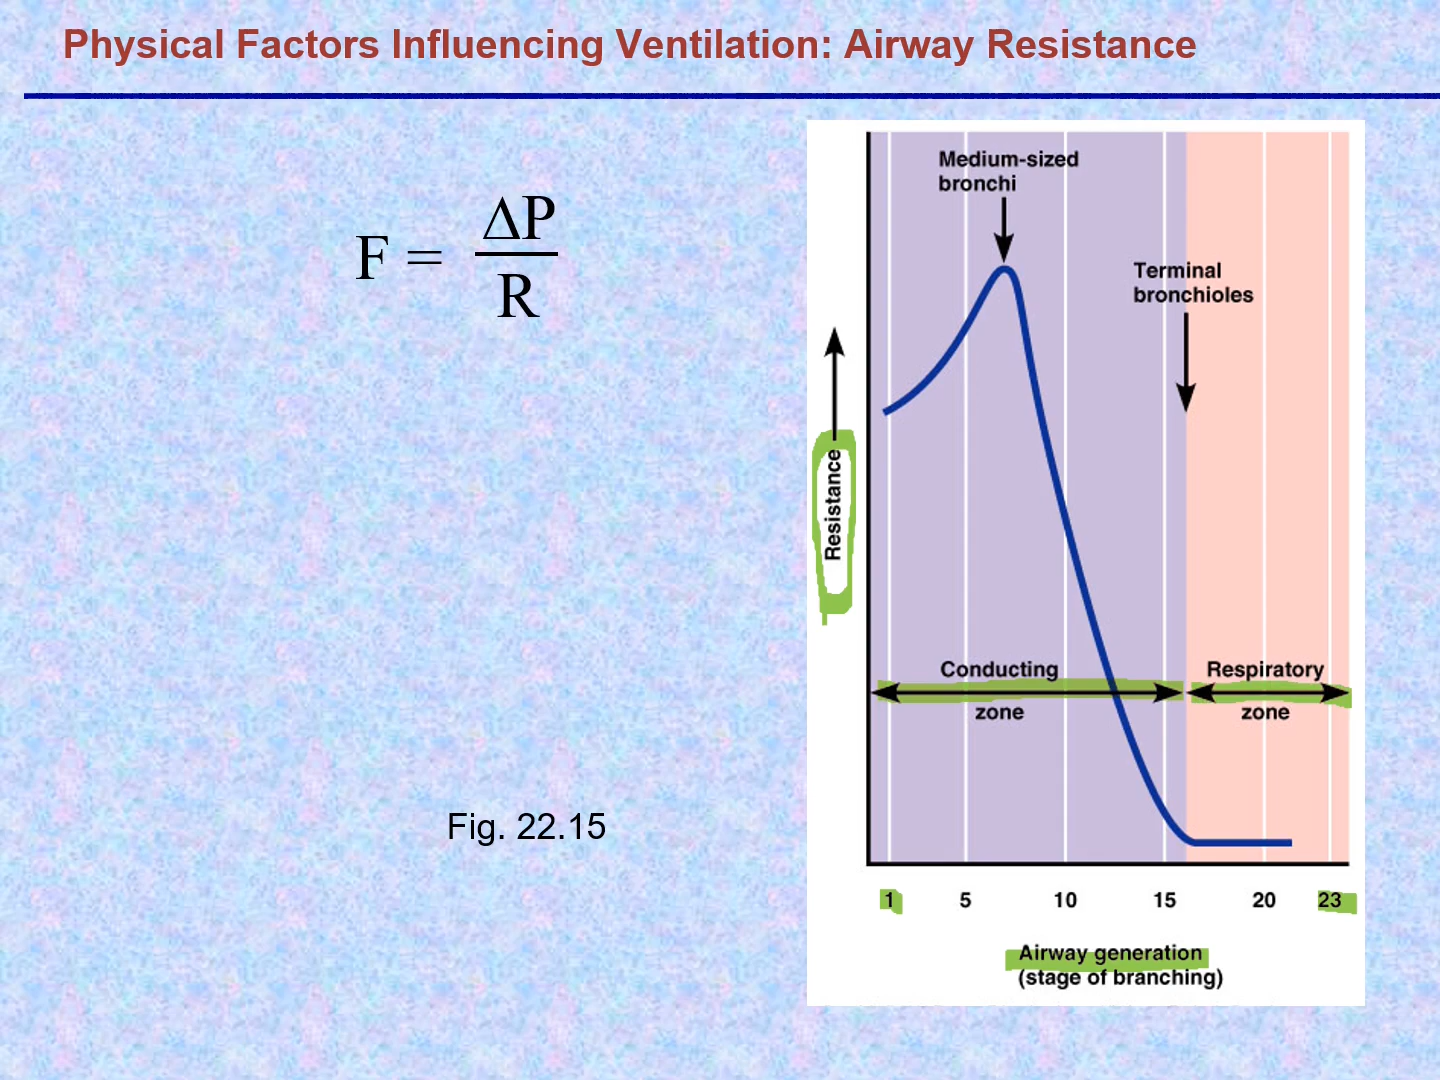 Physical Factors Influencing Ventilation: Airway Resistance
F = ΔP
R
Fig. 22.15
Medium-sized
bronchi
Terminal
bronchioles
Resistance
Conducting
zone
Respiratory
zone
1 5 10 15 20 23
Airway generation
(stage of branching)